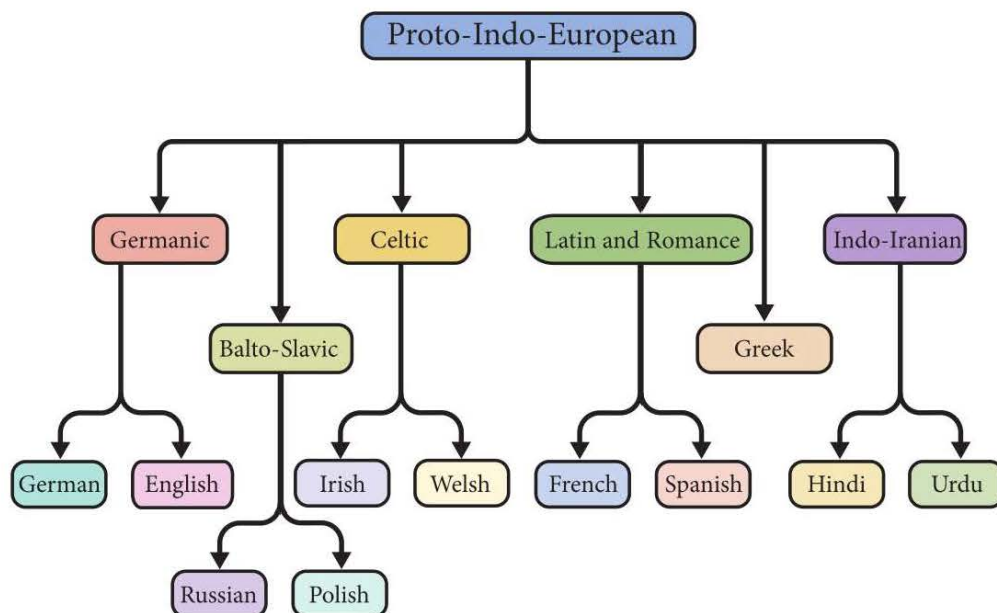 Proto-Indo-European
Germanic
Celtic
Latin and Romance
Indo-Iranian
Balto-Slavic
Greek
German
English
Irish
Welsh
French
Spanish
Hindi
Urdu
Russian
Polish